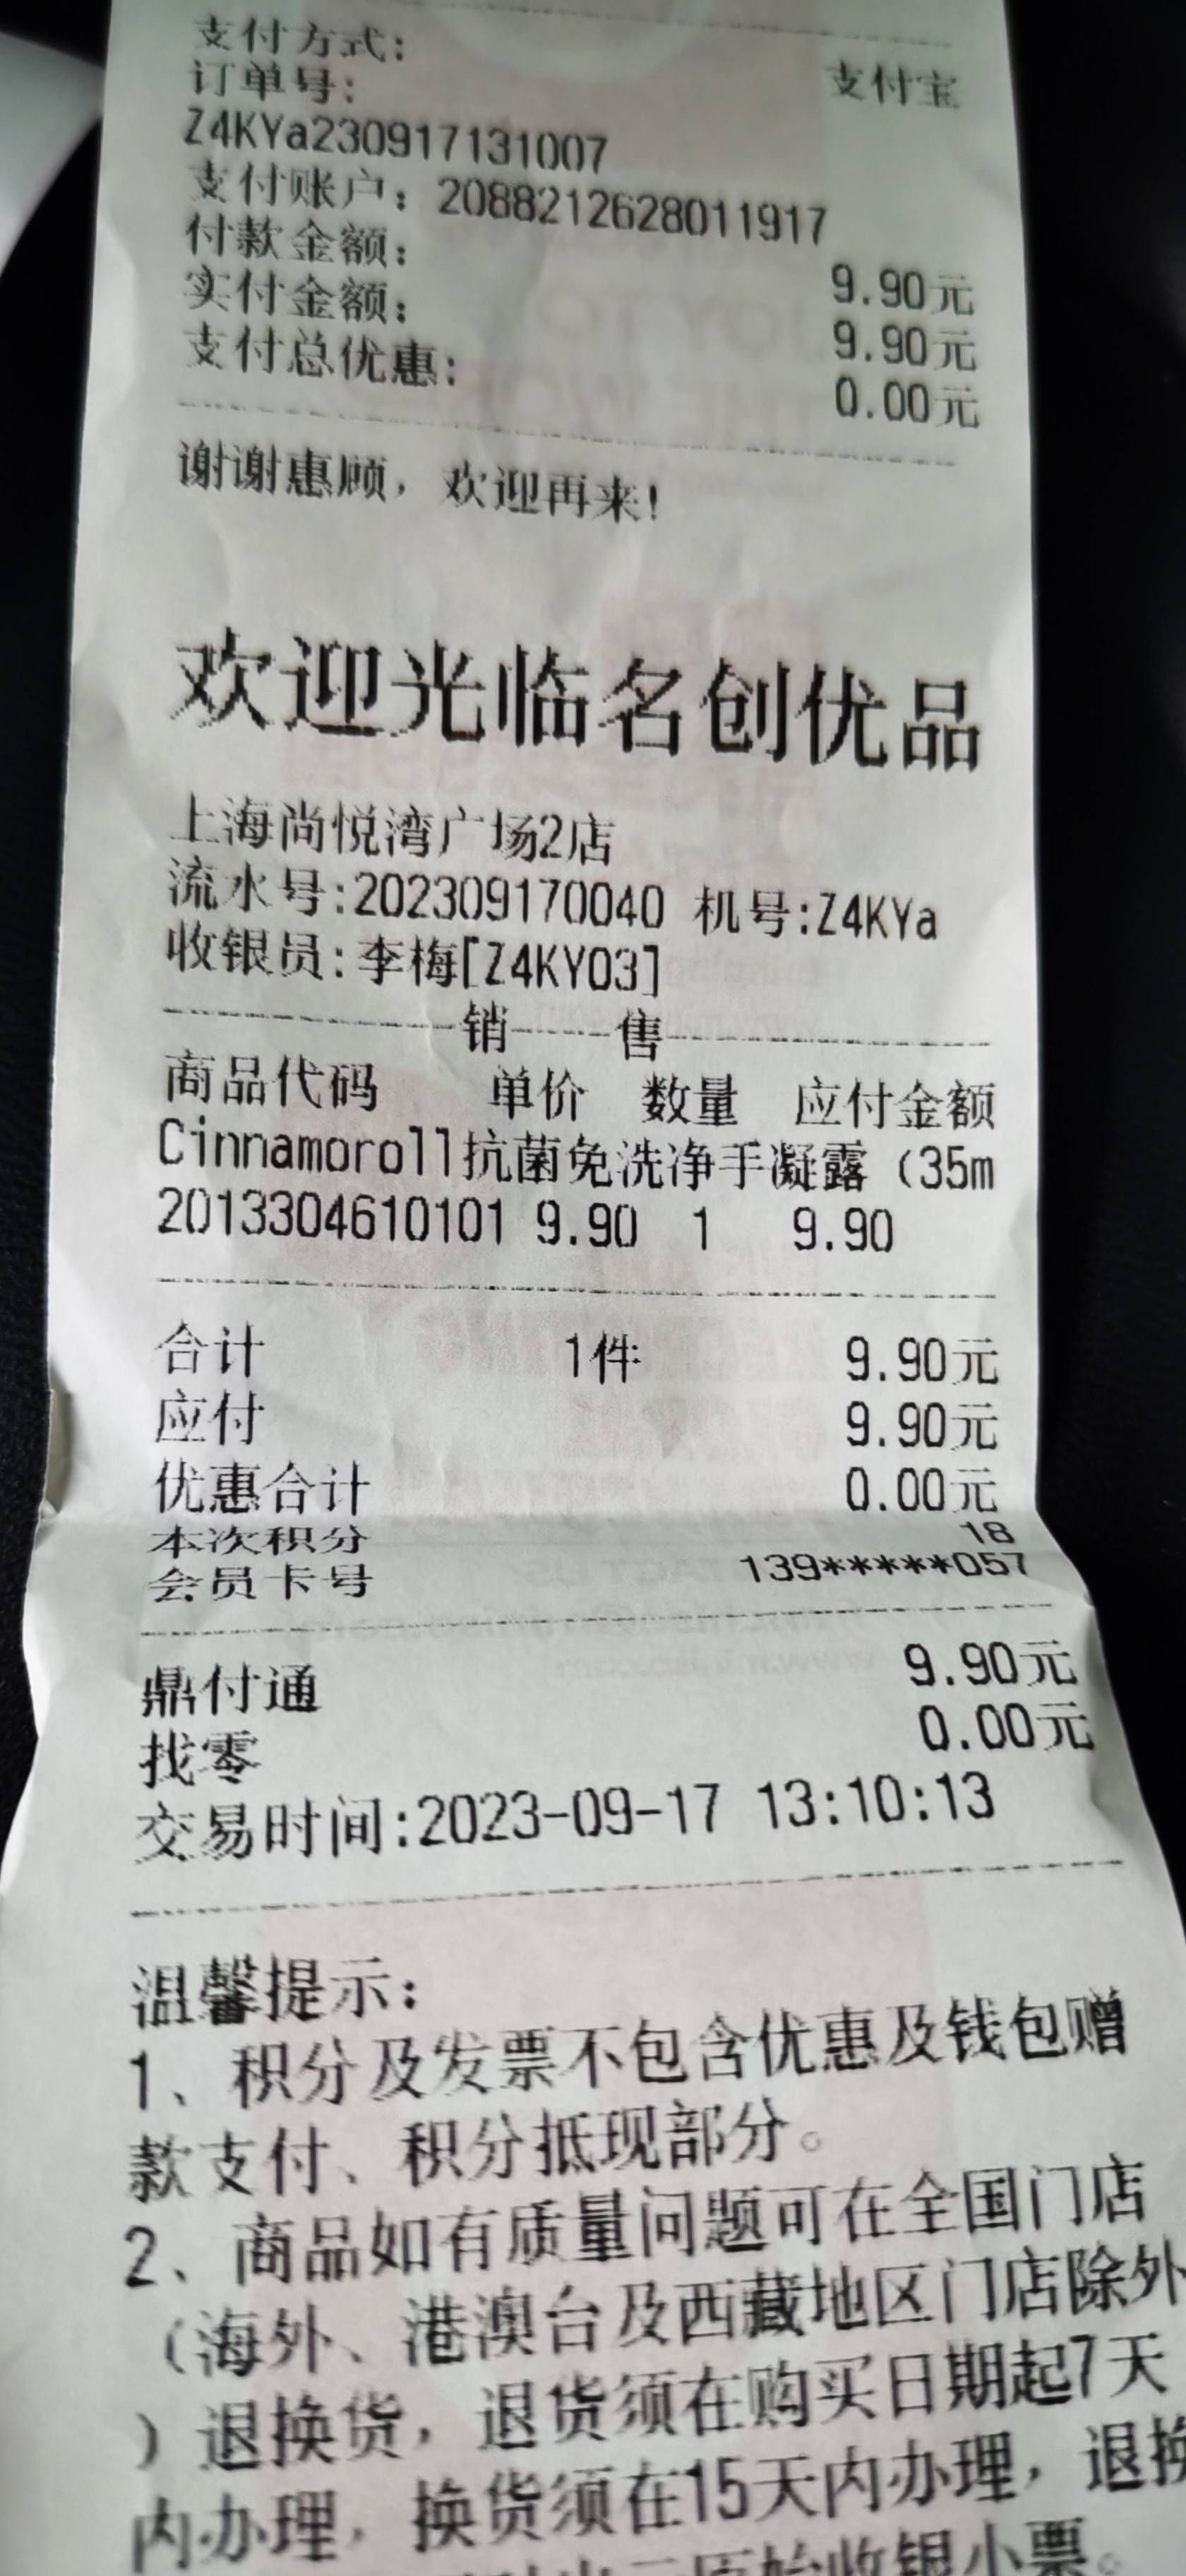 支付方式:
支付宝
订单号:
Z4KYa230917131007
支付账户: 2088212628011917
付款金额: 9.90元
实付金额: 9.90元
支付总优惠: 0.00元
谢谢惠顾, 欢迎再来!
欢迎光临名创优品
上海尚悦湾广场2店
流水号:202309170040 机号:Z4KYa
收银员:李梅[Z4KY03]
销 售
商品代码 单价 数量 应付金额
Cinnamoroll抗菌免洗净手凝露 (35m
2013304610101 9.90 1 9.90
合计 1件 9.90元
应付 9.90元
优惠合计 0.00元
本次积分 18
会员卡号 139*****057
鼎付通 9.90元
找零 0.00元
交易时间:2023-09-17 13:10:13
温馨提示:
1、积分及发票不包含优惠及钱包赠
款支付、积分抵现部分。
2、商品如有质量问题可在全国门店
(海外、港澳台及西藏地区门店除外
) 退换货, 退货须在购买日期起7天
内办理, 换货须在15天内办理, 退换
原始收银小票。